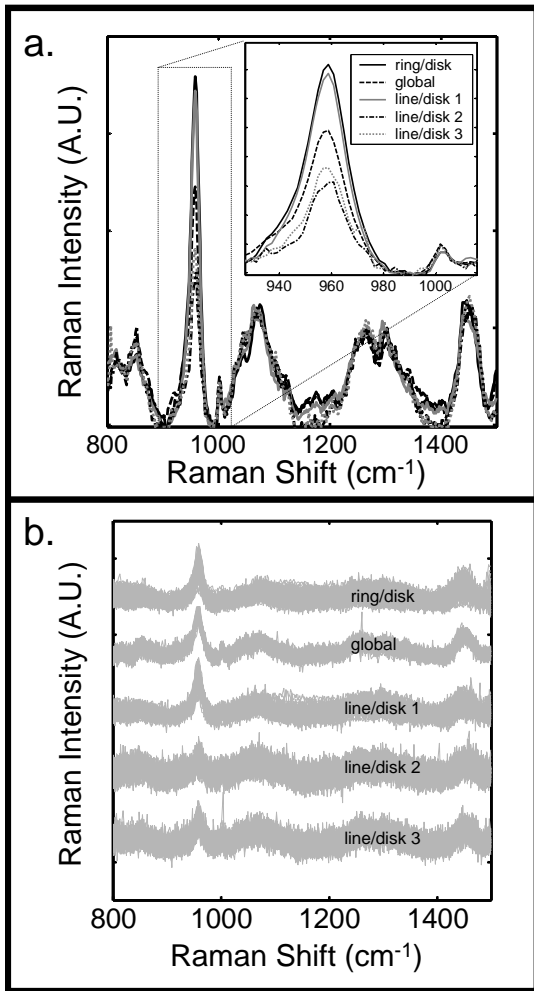 a.
Raman Intensity (A.U.)
ring/disk
global
line/disk 1
line/disk 2
line/disk 3
940 960 980 1000
800 1000 1200 1400
Raman Shift (cm-1)
b.
Raman Intensity (A.U.)
ring/disk
global
line/disk 1
line/disk 2
line/disk 3
800 1000 1200 1400
Raman Shift (cm-1)